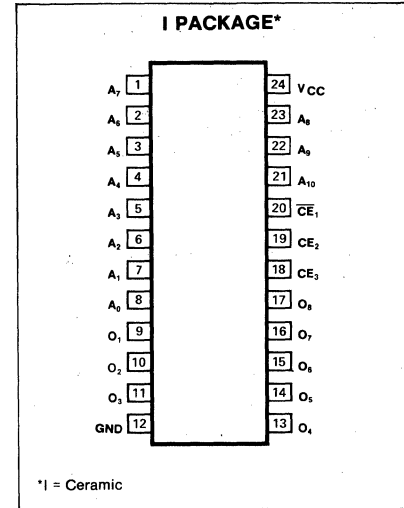 I PACKAGE*
A₇ 1 24 VCC
A₆ 2 23 A₈
A₅ 3 22 A₉
A₄ 4 21 A₁₀
A₃ 5 20 C̅E̅₁
A₂ 6 19 CE₂
A₁ 7 18 CE₃
A₀ 8 17 O₈
O₁ 9 16 O₇
O₂ 10 15 O₆
O₃ 11 14 O₅
GND 12 13 O₄
*I = Ceramic